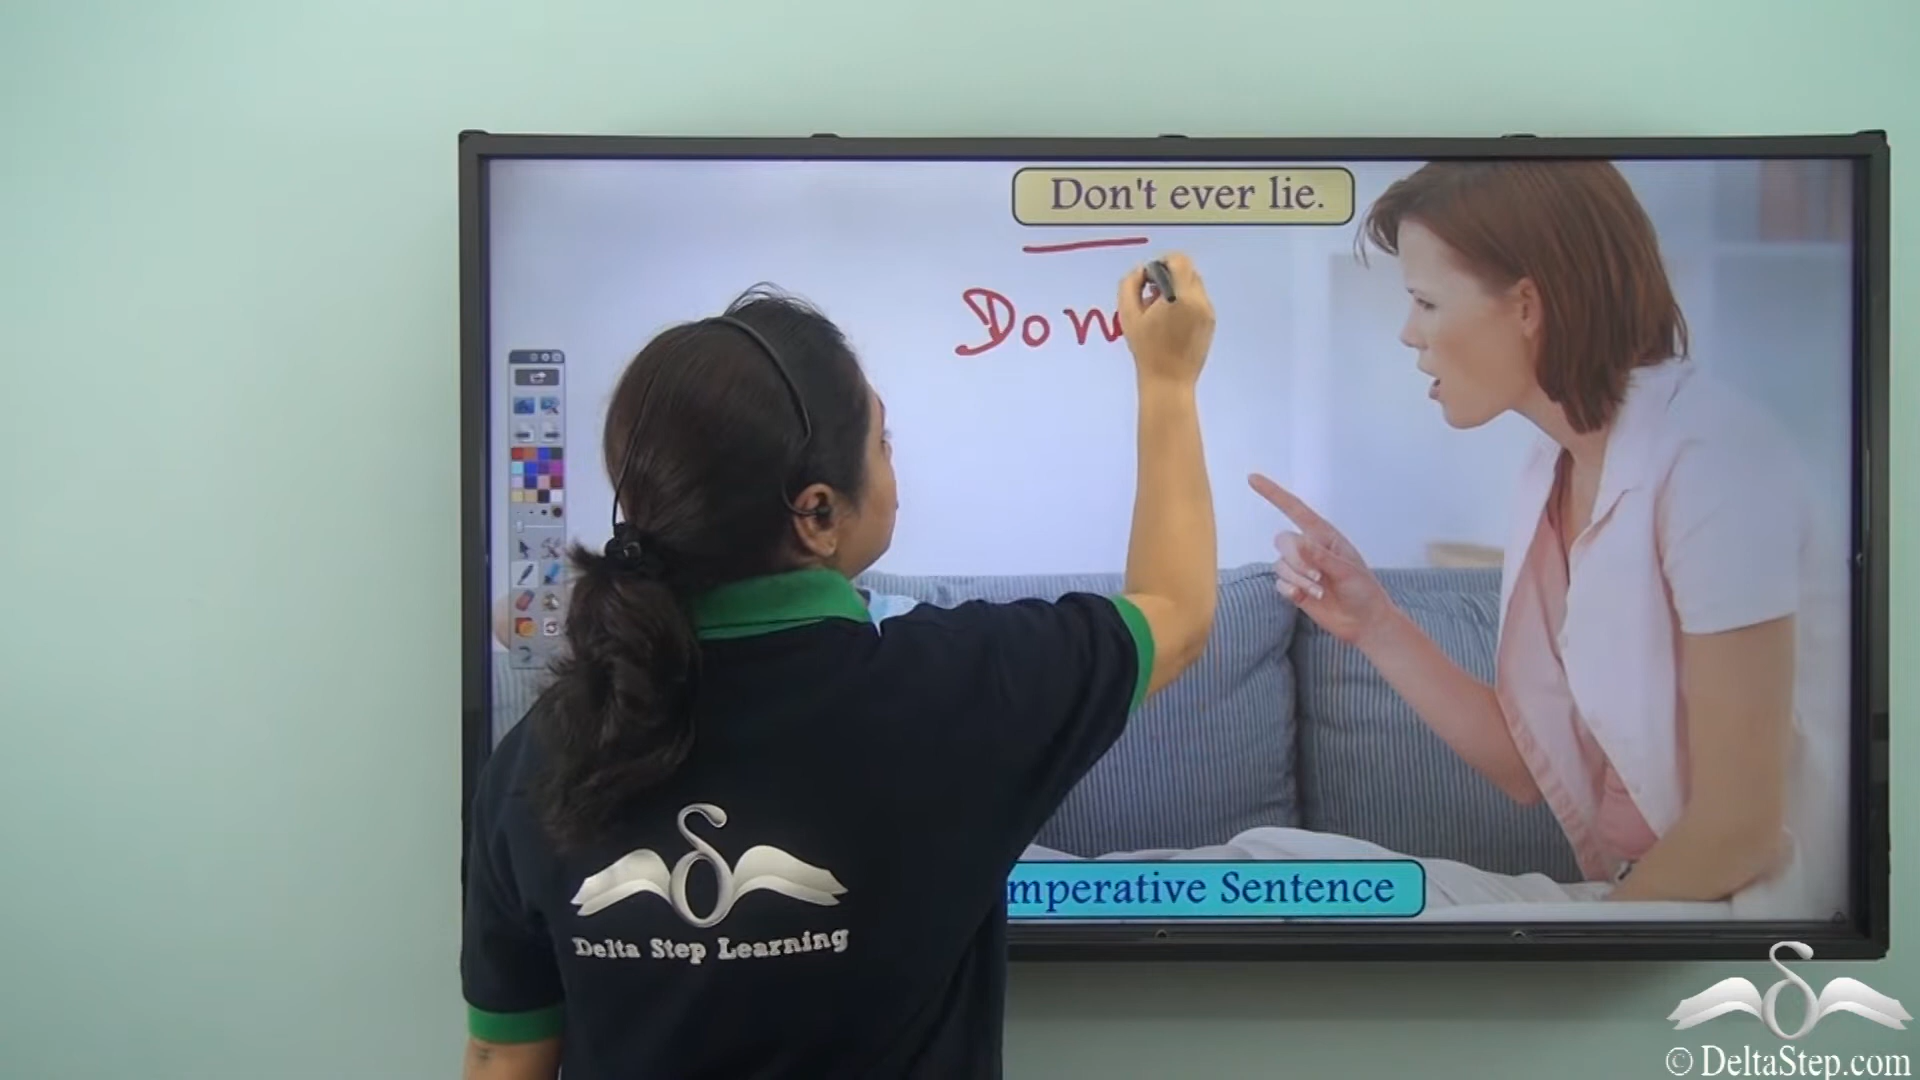 Don't ever lie.
Do n
mperative Sentence
Delta Step Learning
© DeltaStep.com